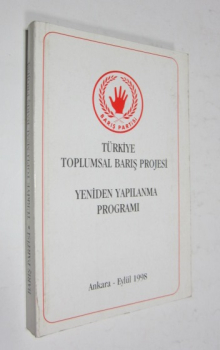 BARIŞ PARTİSİ
TÜRKİYE
TOPLUMSAL BARIŞ PROJESİ
YENİDEN YAPILANMA
PROGRAMI
Ankara - Eylül 1998